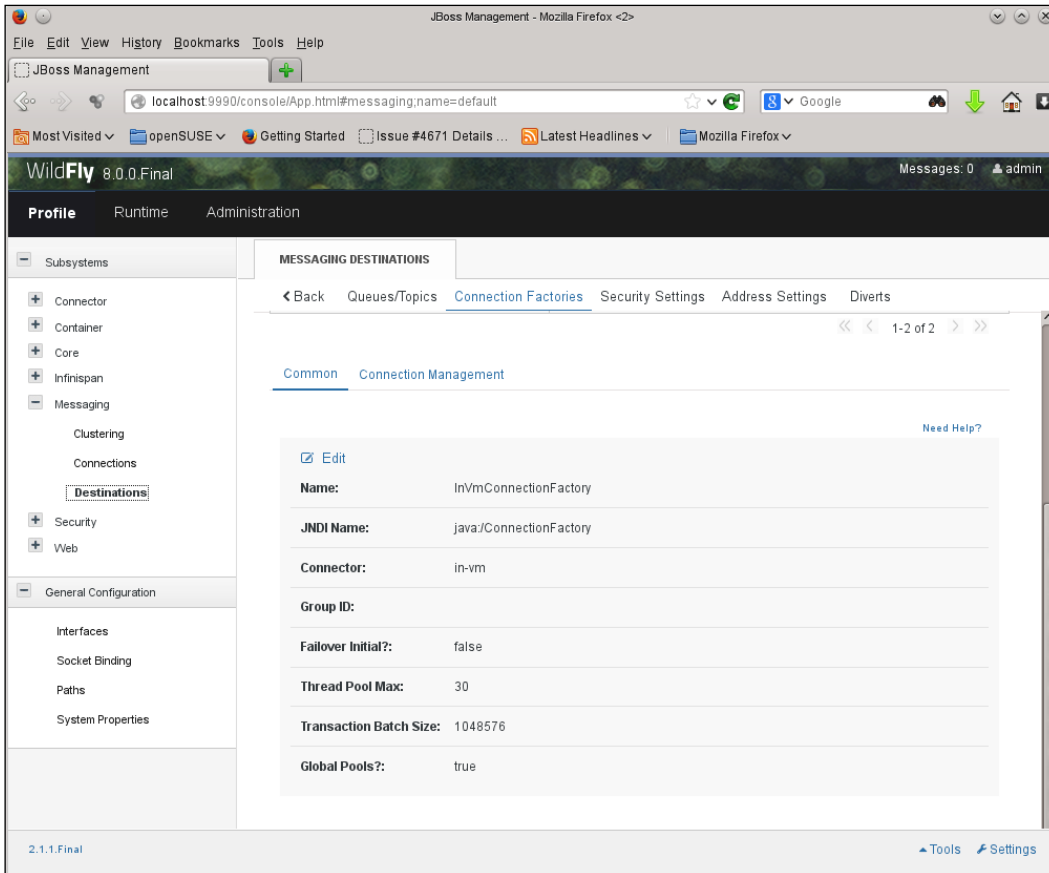 JBoss Management - Mozilla Firefox <2>
File Edit View History Bookmarks Tools Help
JBoss Management
localhost:9990/console/App.html#messaging;name=default
Google
Most Visited openSUSE Getting Started Issue #4671 Details ... Latest Headlines Mozilla Firefox
WildFly 8.0.0.Final
Messages: 0 admin
Profile Runtime Administration
Subsystems
Connector
Container
Core
Infinispan
Messaging
Clustering
Connections
Destinations
Security
Web
General Configuration
Interfaces
Socket Binding
Paths
System Properties
MESSAGING DESTINATIONS
Back Queues/Topics Connection Factories Security Settings Address Settings Diverts
1-2 of 2
Common Connection Management
Need Help?
Edit
Name: InVmConnectionFactory
JNDI Name: java:/ConnectionFactory
Connector: in-vm
Group ID:
Failover Initial?: false
Thread Pool Max: 30
Transaction Batch Size: 1048576
Global Pools?: true
2.1.1.Final
Tools Settings